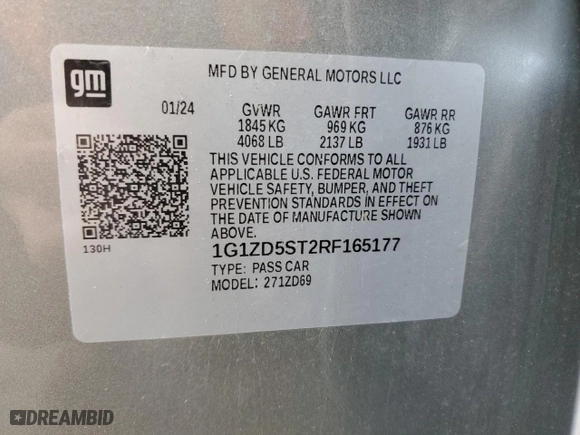 gm
MFD BY GENERAL MOTORS LLC
01/24
GVWR GAWR FRT GAWR RR
1845 KG 969 KG 876 KG
4068 LB 2137 LB 1931 LB
THIS VEHICLE CONFORMS TO ALL
APPLICABLE U.S. FEDERAL MOTOR
VEHICLE SAFETY, BUMPER, AND THEFT
PREVENTION STANDARDS IN EFFECT ON
THE DATE OF MANUFACTURE SHOWN
ABOVE.
130H
1G1ZD5ST2RF165177
TYPE: PASS CAR
MODEL: 271ZD69
DREAMBID